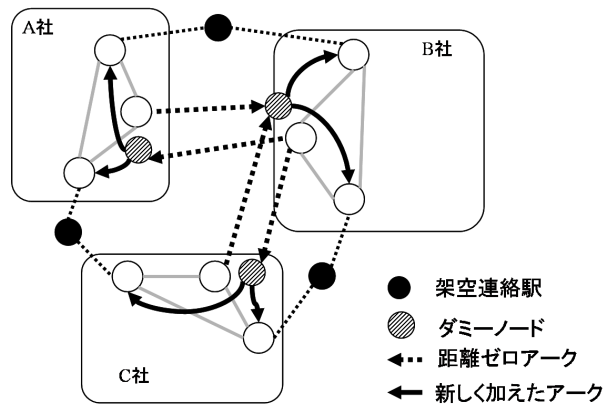 A社
B社
C社
架空連絡駅
ダミーノード
距離ゼロアーク
新しく加えたアーク